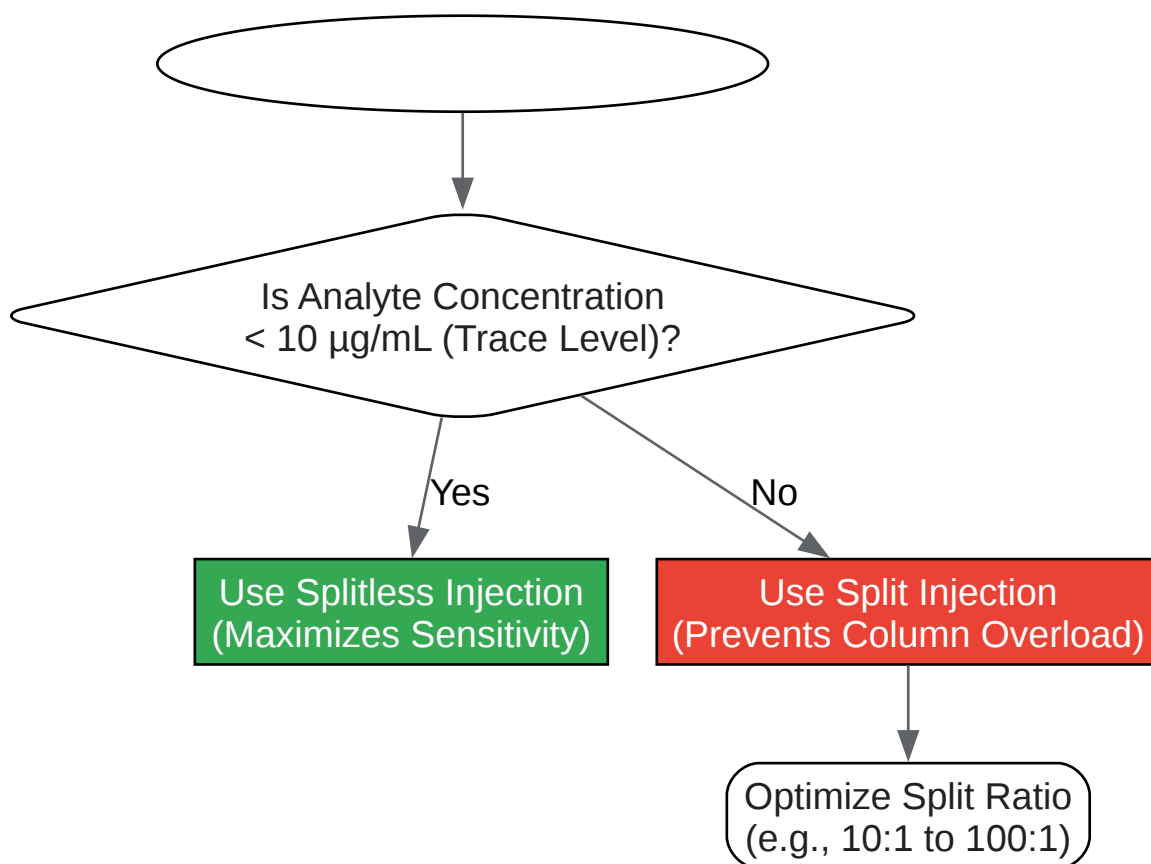 Is Analyte Concentration
< 10 µg/mL (Trace Level)?
Yes
No
Use Splitless Injection
(Maximizes Sensitivity)
Use Split Injection
(Prevents Column Overload)
Optimize Split Ratio
(e.g., 10:1 to 100:1)